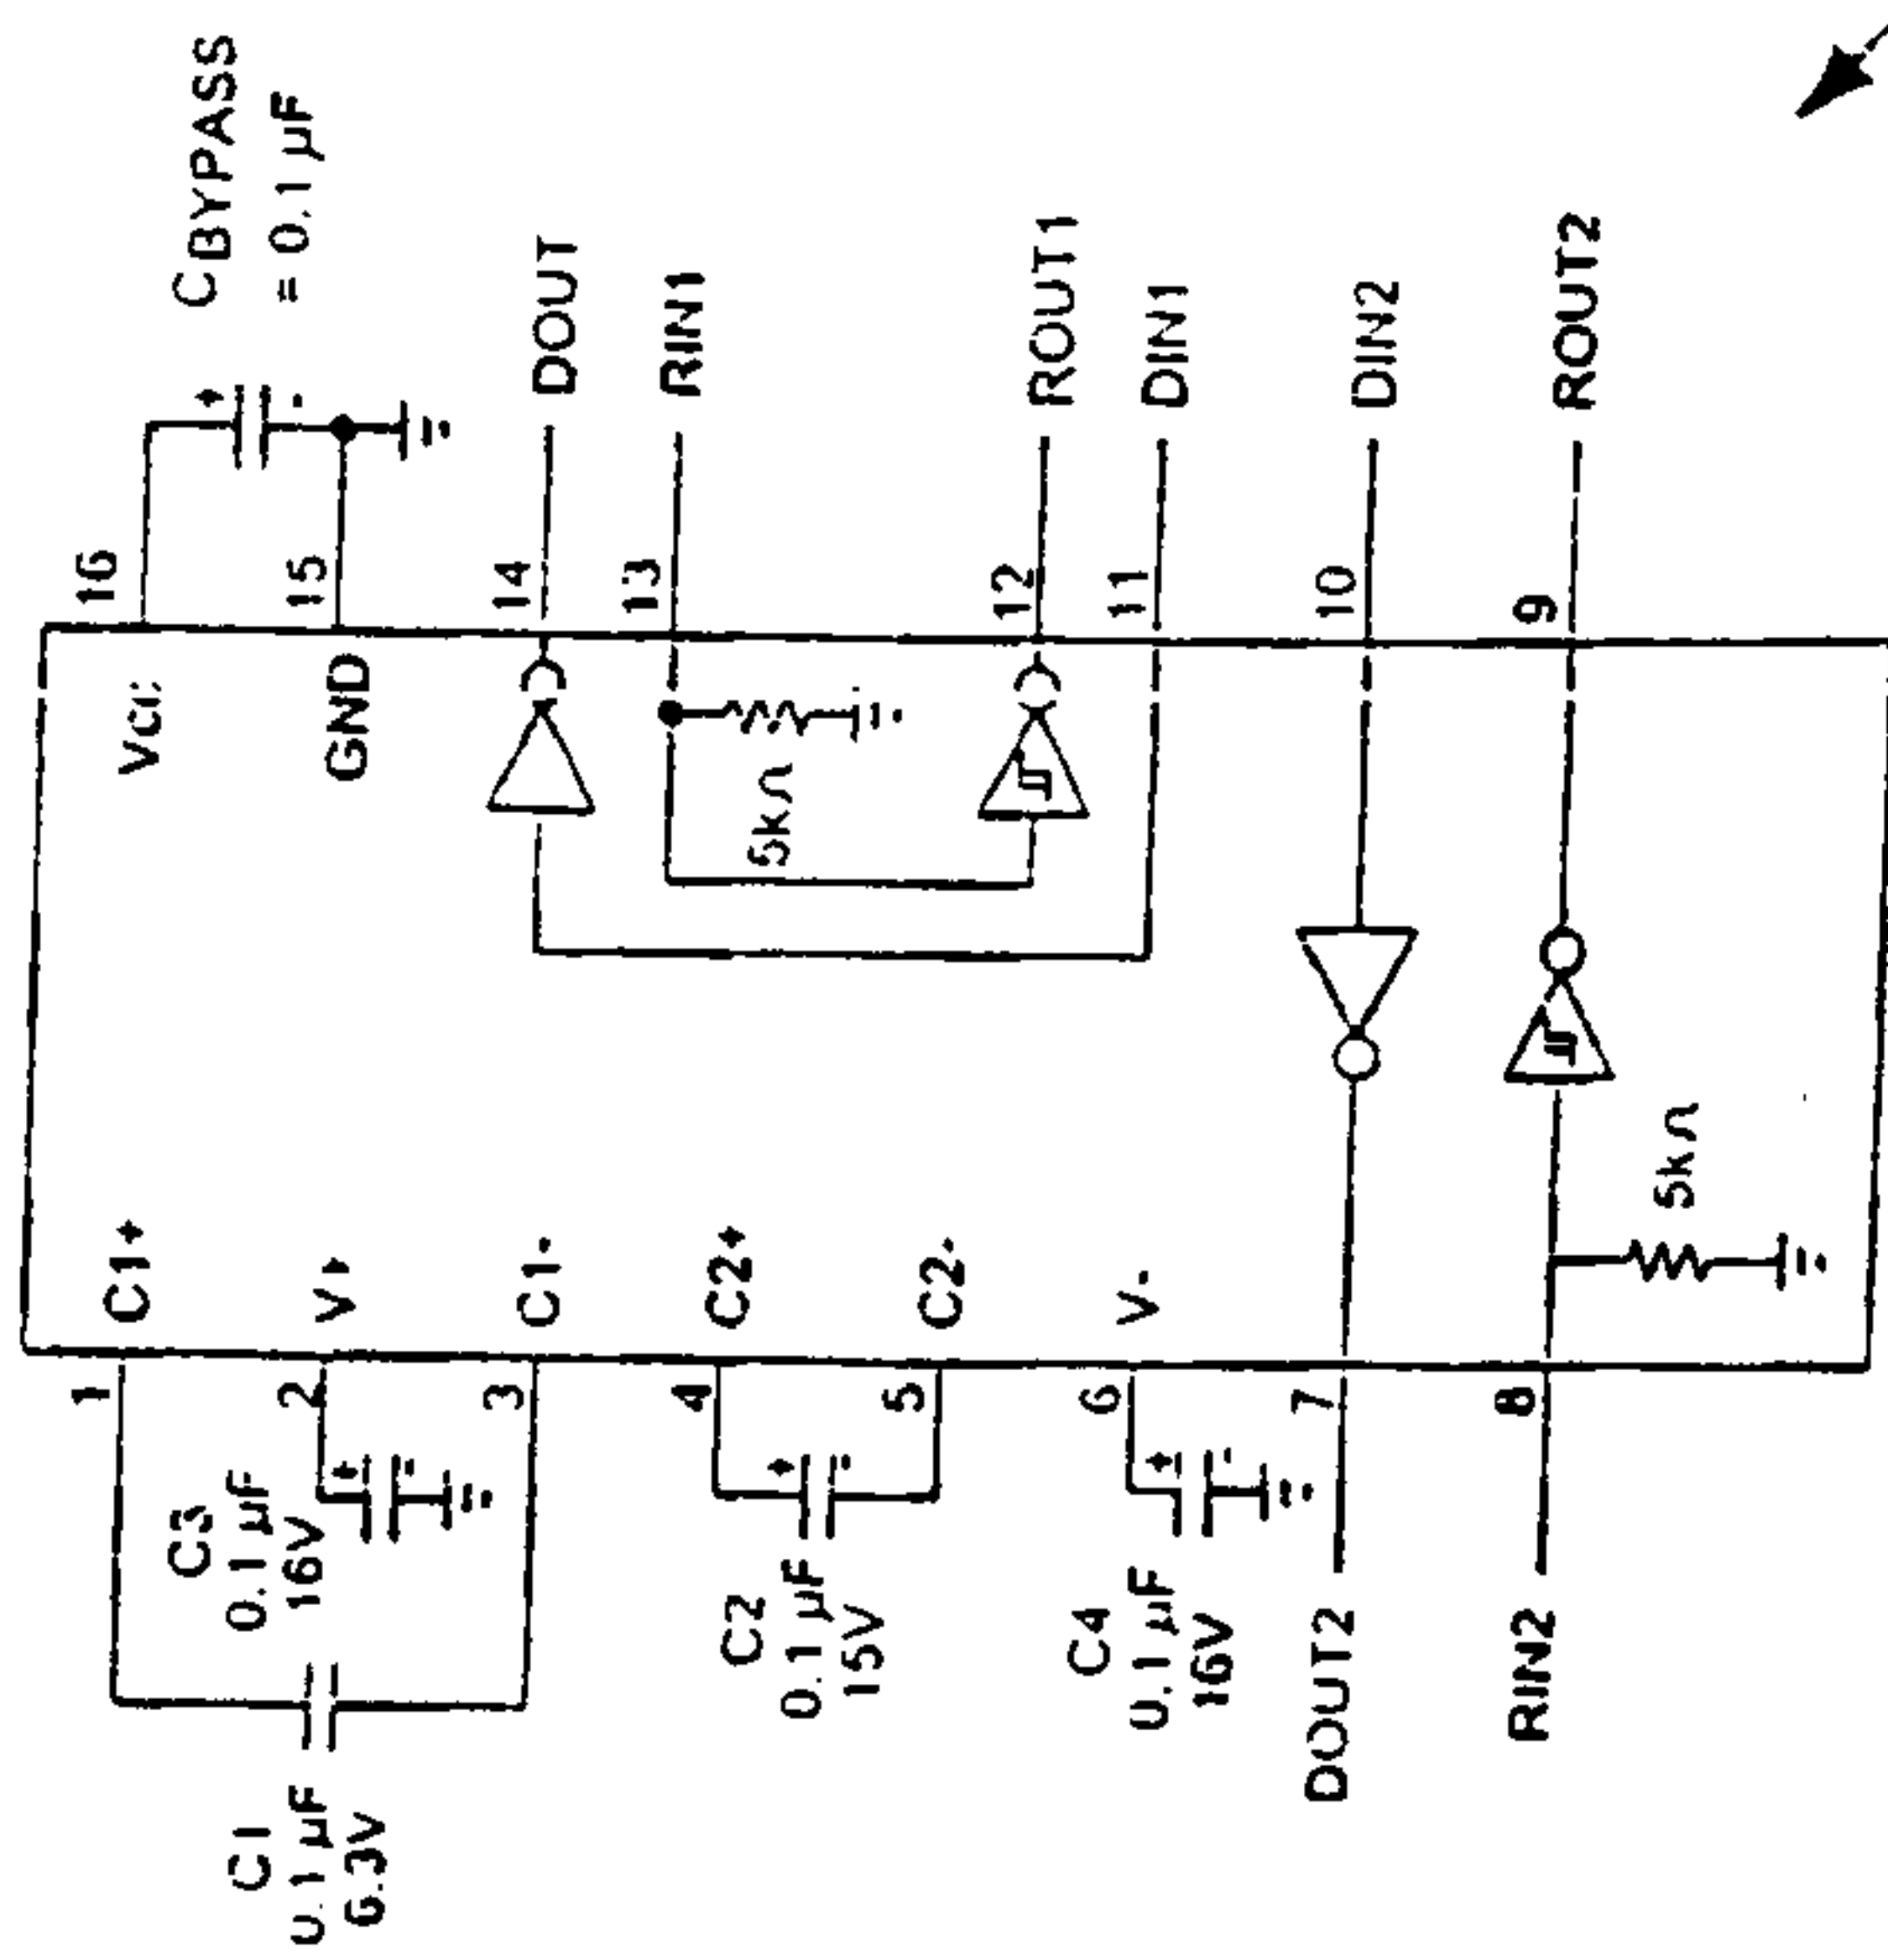 C1
0.1 µF
6.3V
C3
0.1 µF
16V
C2
0.1 µF
15V
C4
0.1 µF
16V
DOUT2
RIN2
1
2
3
4
5
6
7
8
C1+
V+
C1-
C2+
C2-
V-
5kΩ
5kΩ
GND
16
15
14
13
12
11
10
9
CBYPASS
= 0.1 µF
DOUT
RIN1
ROUT1
DIN1
DIN2
ROUT2